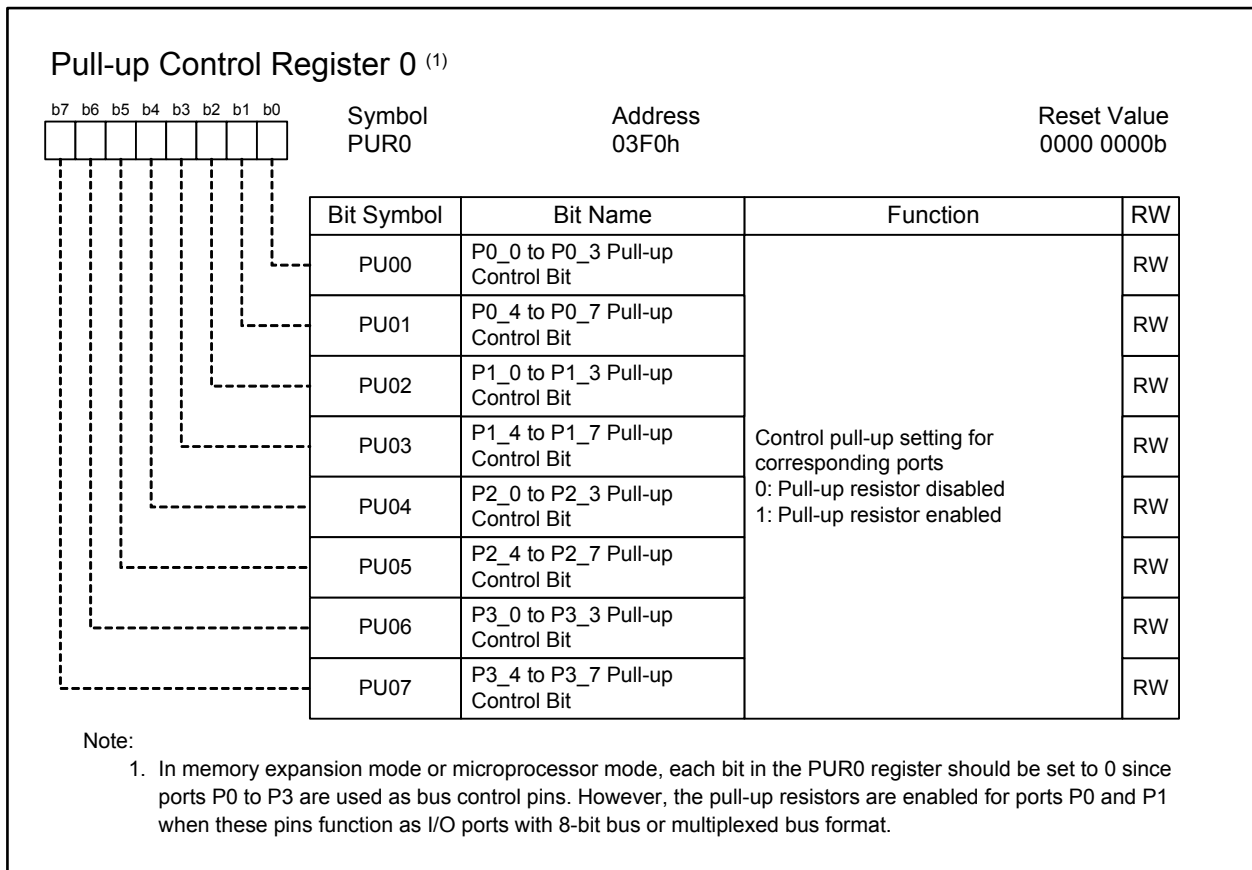 Pull-up Control Register 0 (1)
b7 b6 b5 b4 b3 b2 b1 b0
Symbol Address Reset Value
PUR0 03F0h 0000 0000b
Bit Symbol Bit Name Function RW
PU00 P0_0 to P0_3 Pull-up
Control Bit RW
PU01 P0_4 to P0_7 Pull-up
Control Bit RW
PU02 P1_0 to P1_3 Pull-up
Control Bit RW
PU03 P1_4 to P1_7 Pull-up
Control Bit RW
PU04 P2_0 to P2_3 Pull-up
Control Bit RW
PU05 P2_4 to P2_7 Pull-up
Control Bit RW
PU06 P3_0 to P3_3 Pull-up
Control Bit RW
PU07 P3_4 to P3_7 Pull-up
Control Bit RW
Control pull-up setting for
corresponding ports
0: Pull-up resistor disabled
1: Pull-up resistor enabled
Note:
1. In memory expansion mode or microprocessor mode, each bit in the PUR0 register should be set to 0 since
ports P0 to P3 are used as bus control pins. However, the pull-up resistors are enabled for ports P0 and P1
when these pins function as I/O ports with 8-bit bus or multiplexed bus format.